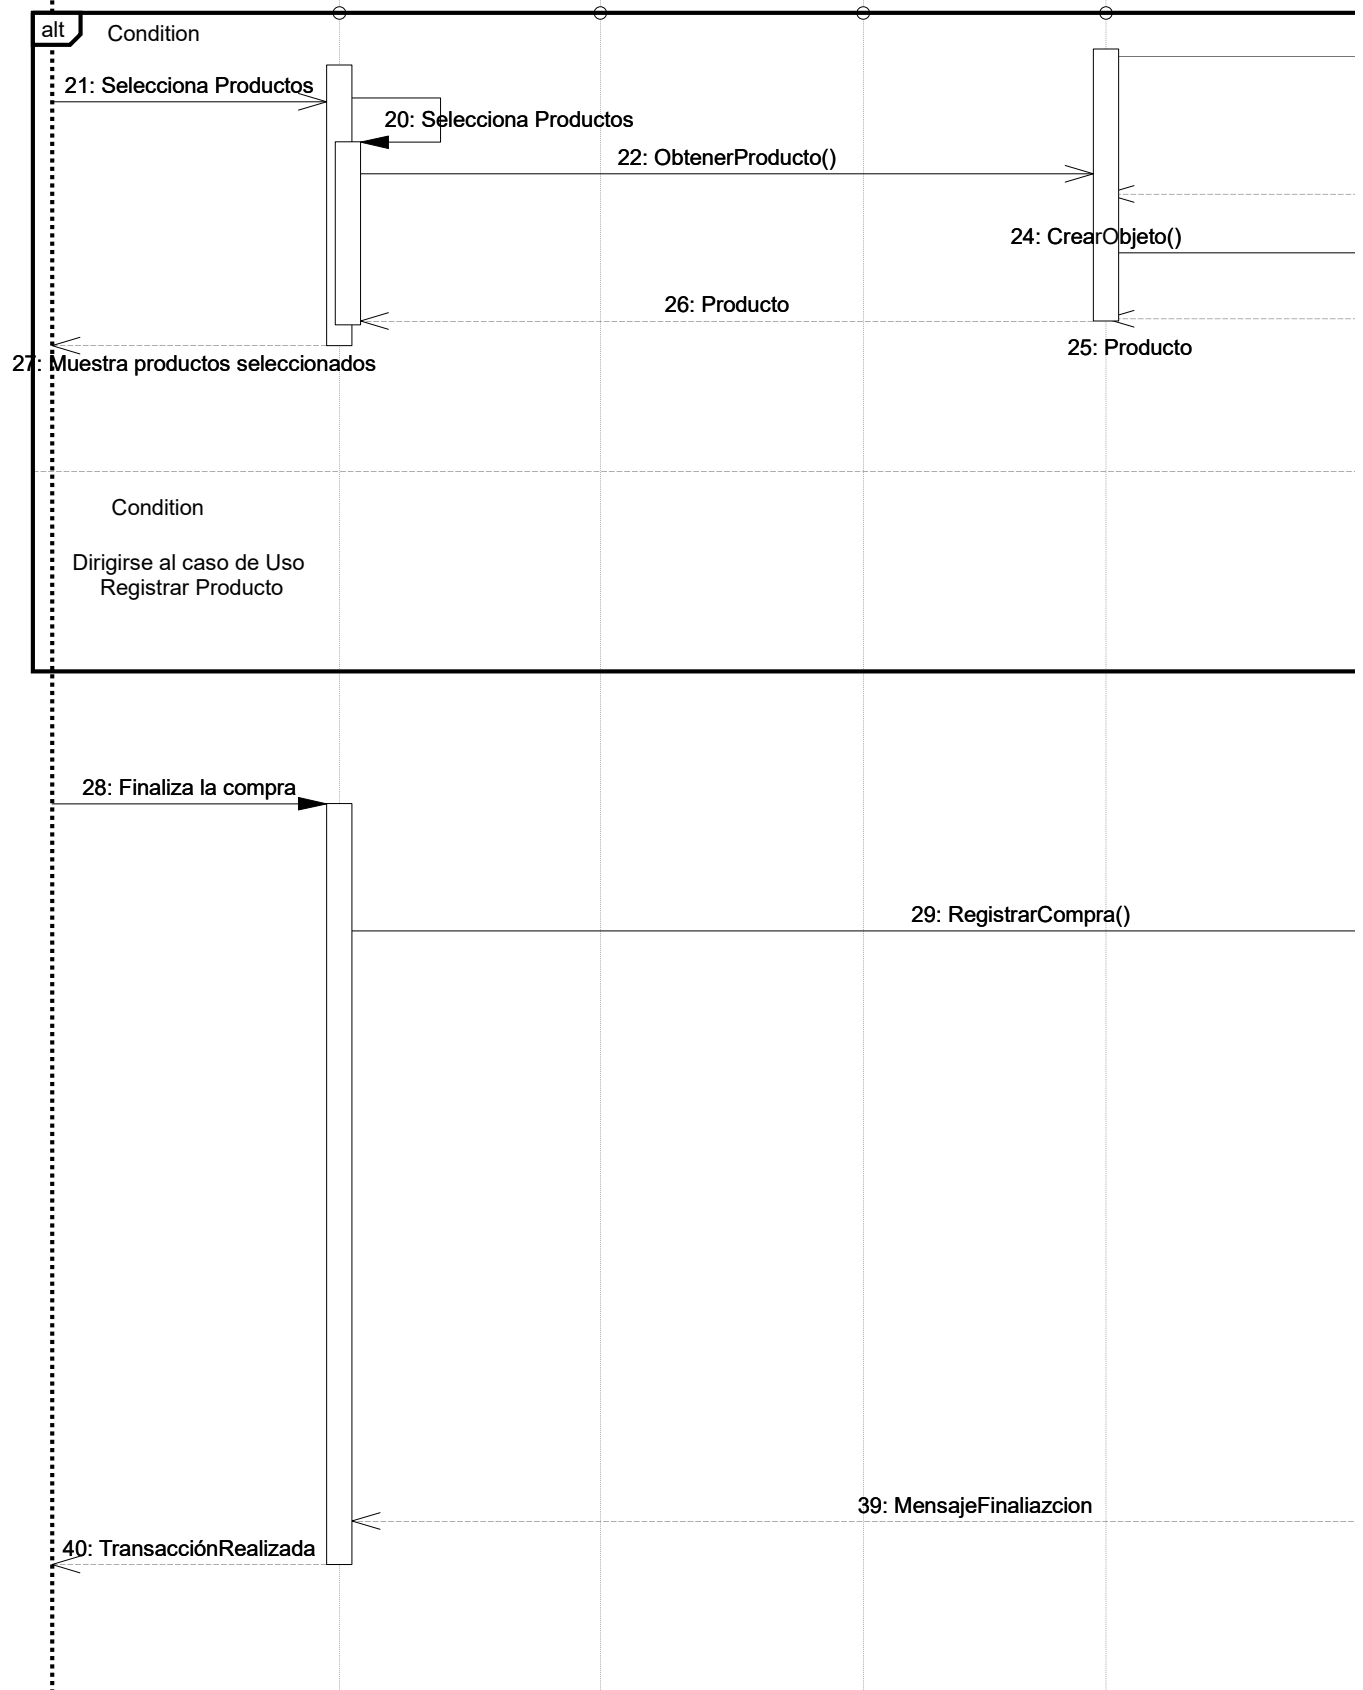 alt
Condition
21: Selecciona Productos
20: Selecciona Productos
22: ObtenerProducto()
24: CrearObjeto()
26: Producto
25: Producto
27: Muestra productos seleccionados
Condition
Dirigirse al caso de Uso
Registrar Producto
28: Finaliza la compra
29: RegistrarCompra()
39: MensajeFinaliazcion
40: TransacciónRealizada